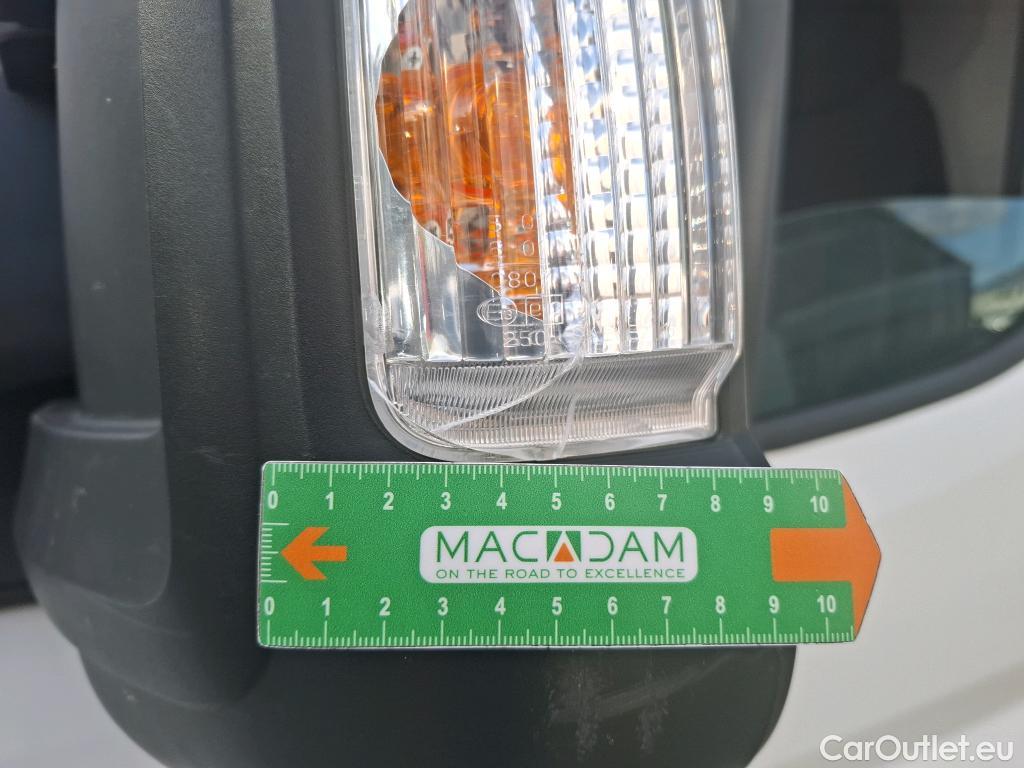 250
0 1 2 3 4 5 6 7 8 9 10
MACADAM
ON THE ROAD TO EXCELLENCE
0 1 2 3 4 5 6 7 8 9 10
CarOutlet.eu